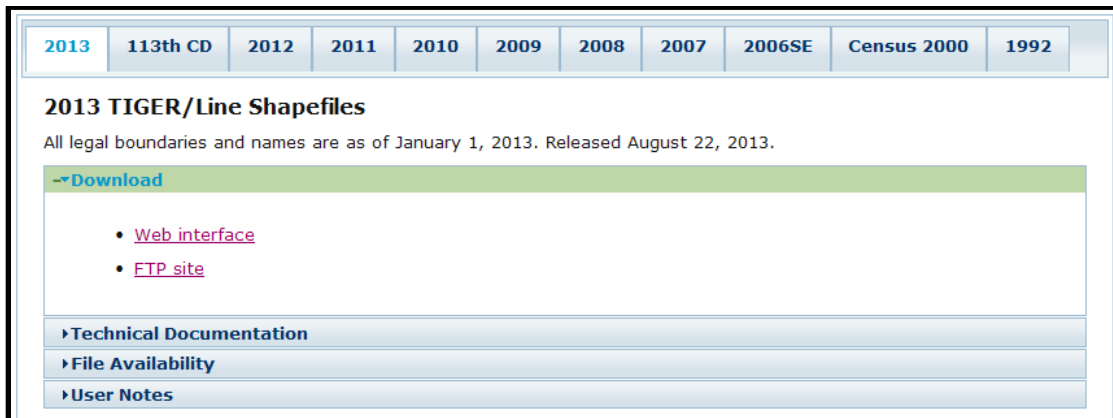 2013 113th CD 2012 2011 2010 2009 2008 2007 2006SE Census 2000 1992
2013 TIGER/Line Shapefiles
All legal boundaries and names are as of January 1, 2013. Released August 22, 2013.
Download
Web interface
FTP site
Technical Documentation
File Availability
User Notes